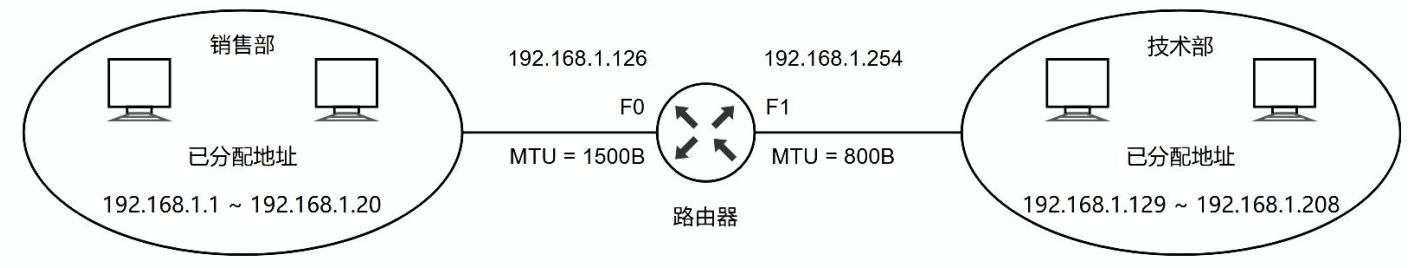 销售部
已分配地址
192.168.1.1 ~ 192.168.1.20
192.168.1.126
F0
MTU = 1500B
192.168.1.254
F1
MTU = 800B
路由器
技术部
已分配地址
192.168.1.129 ~ 192.168.1.208